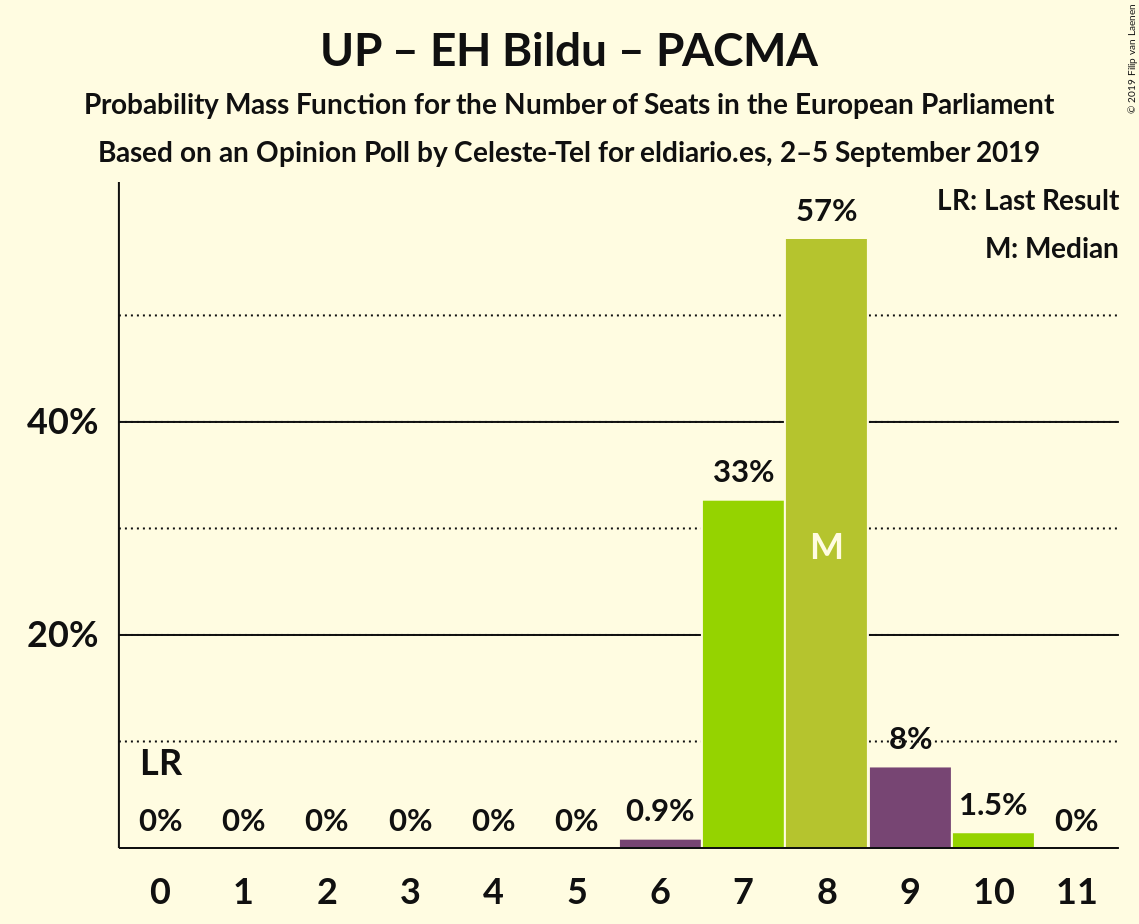 UP – EH Bildu – PACMA
Probability Mass Function for the Number of Seats in the European Parliament
Based on an Opinion Poll by Celeste-Tel for eldiario.es, 2–5 September 2019
© 2019 Filip van Laenen
LR: Last Result
M: Median
57%
40%
33%
M
20%
8%
LR
0% 0% 0% 0% 0% 0% 0.9% 1.5% 0%
0 1 2 3 4 5 6 7 8 9 10 11